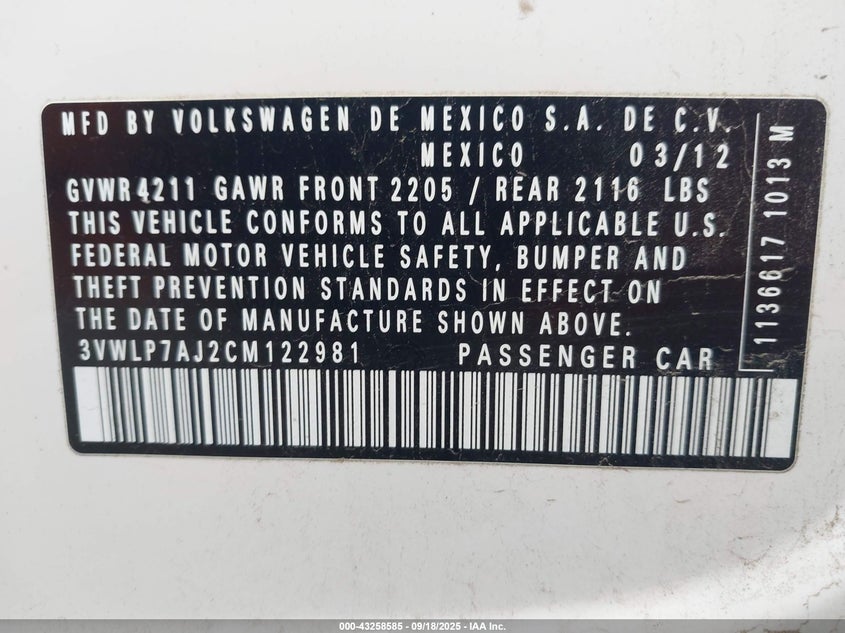 MFD BY VOLKSWAGEN DE MEXICO S.A. DE C.V.
MEXICO 03/12
GVWR 4211 GAWR FRONT 2205 / REAR 2116 LBS
THIS VEHICLE CONFORMS TO ALL APPLICABLE U.S.
FEDERAL MOTOR VEHICLE SAFETY, BUMPER AND
THEFT PREVENTION STANDARDS IN EFFECT ON
THE DATE OF MANUFACTURE SHOWN ABOVE.
3VWLP7AJ2CM122981 PASSENGER CAR
1136617 1013 M
000-43258585 - 09/18/2025 - IAA Inc.